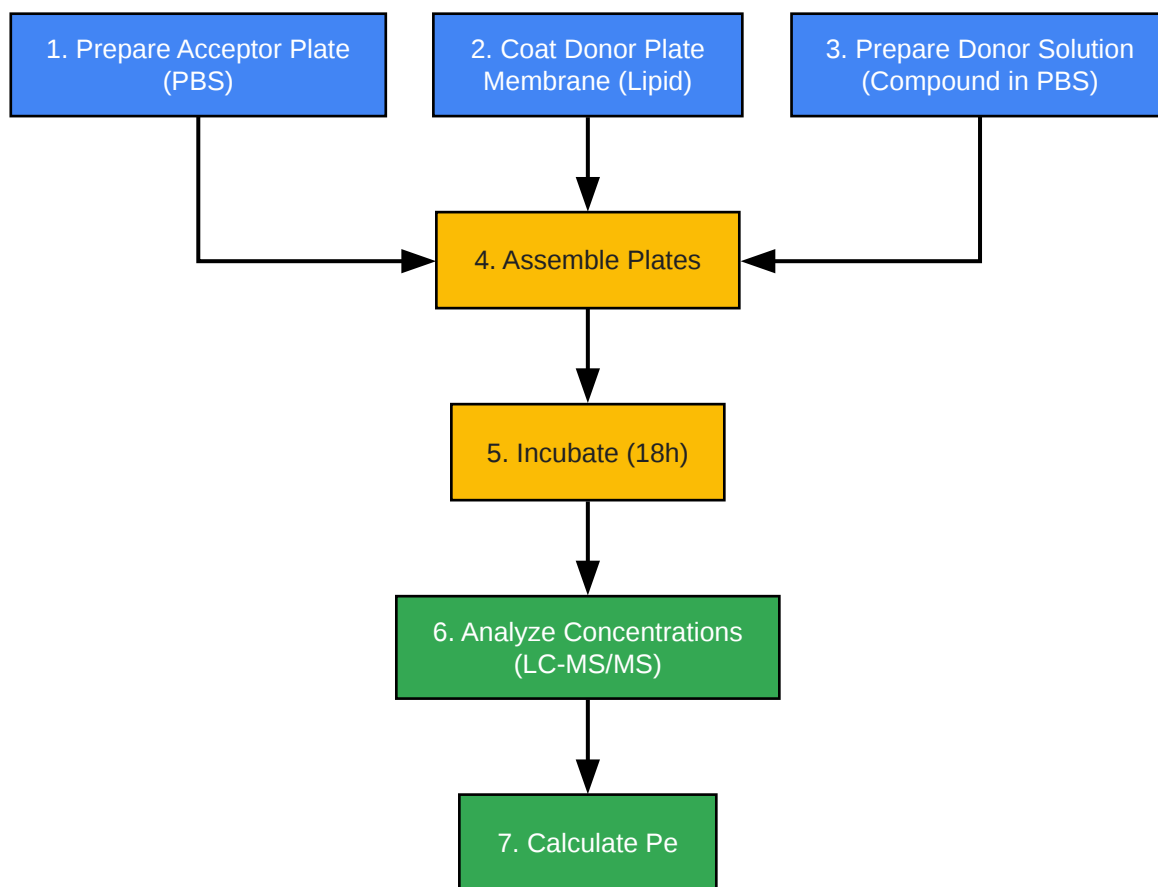 1. Prepare Acceptor Plate
(PBS)
2. Coat Donor Plate
Membrane (Lipid)
3. Prepare Donor Solution
(Compound in PBS)
4. Assemble Plates
5. Incubate (18h)
6. Analyze Concentrations
(LC-MS/MS)
7. Calculate Pe